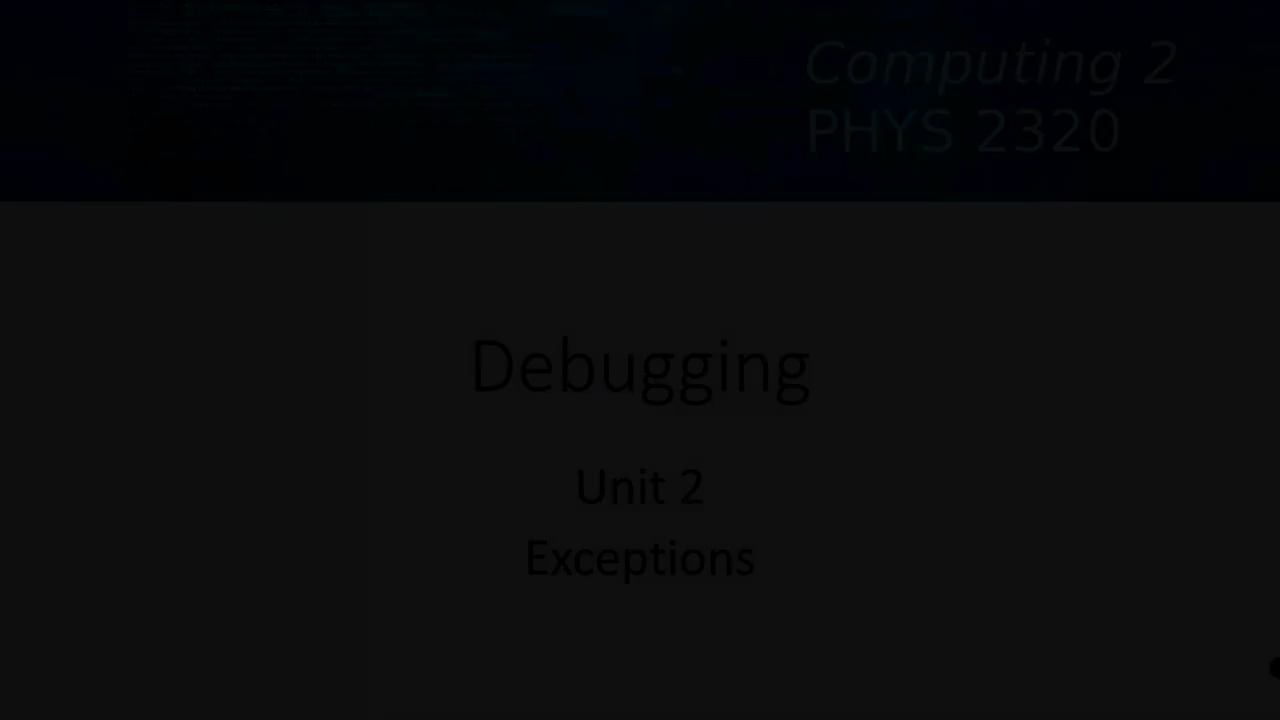 Computing 2
PHYS 2320
Debugging
Unit 2
Exceptions